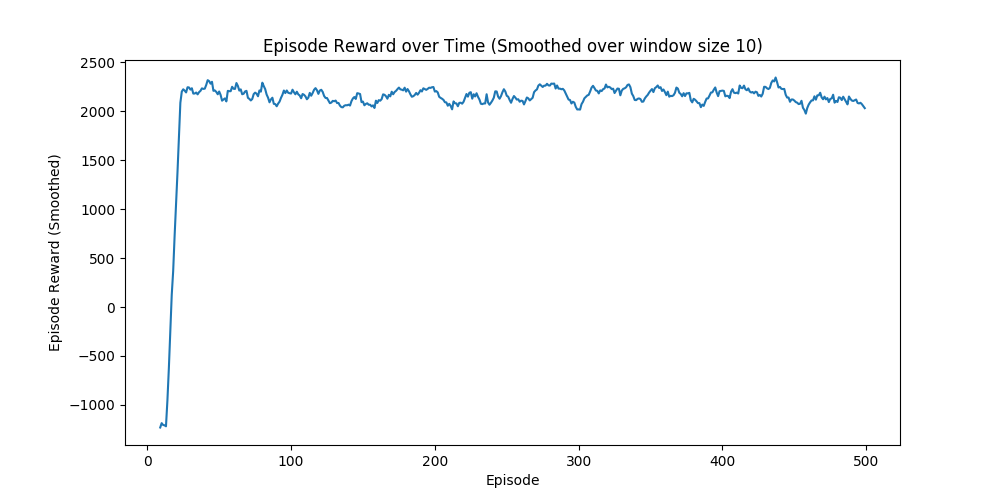 Episode Reward over Time (Smoothed over window size 10)
2500
2000
1500
1000
500
0
−500
−1000
Episode Reward (Smoothed)
0 100 200 300 400 500
Episode